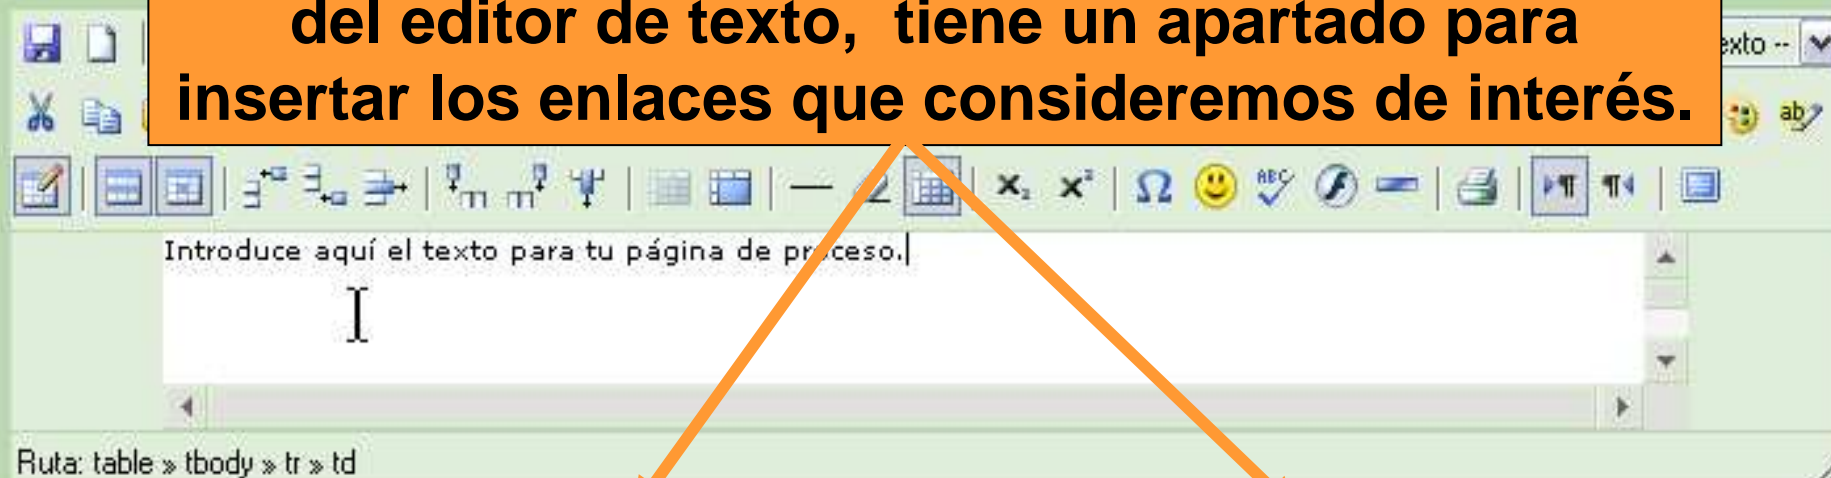 del editor de texto, tiene un apartado para
insertar los enlaces que consideremos de interés.
exto --
Introduce aquí el texto para tu página de proceso.
Ruta: table » tbody » tr » td